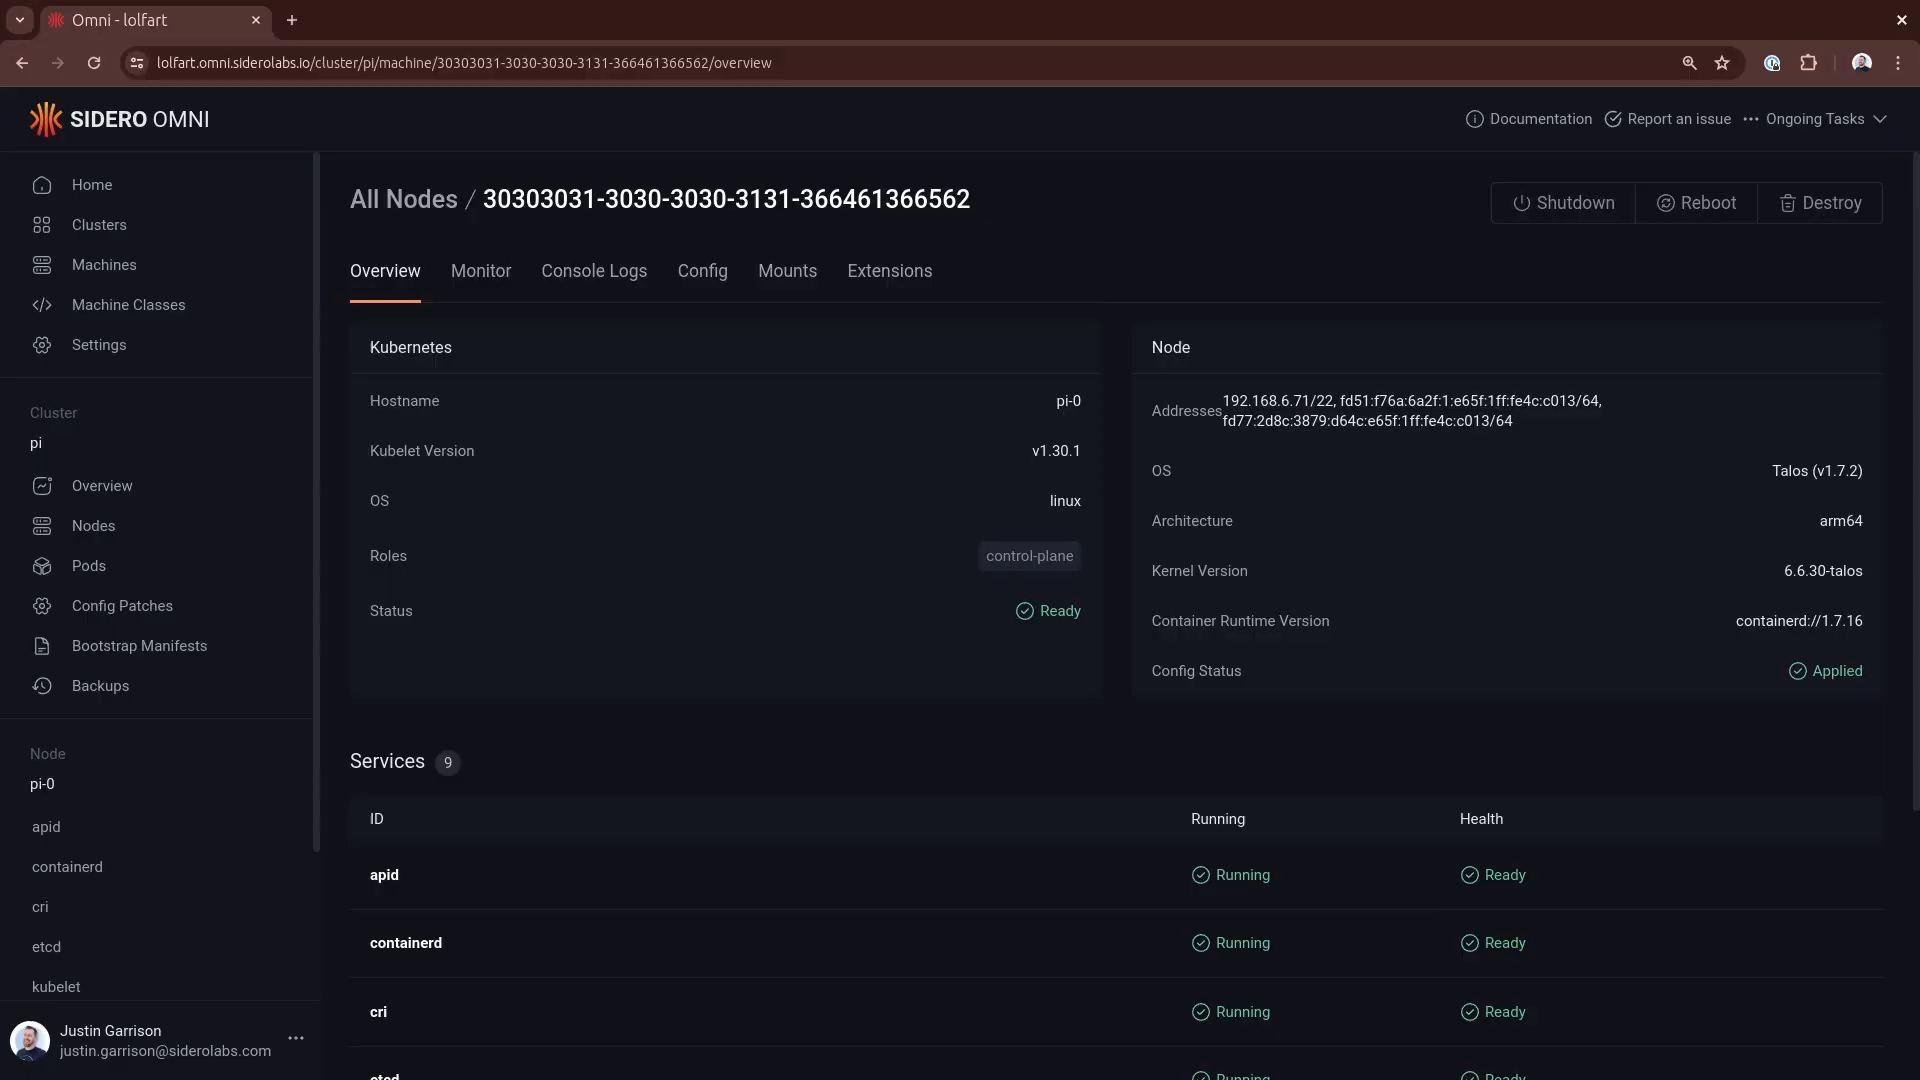 Omni - lolfart
lolfart.omni.siderolabs.io/cluster/pi/machine/30303031-3030-3030-3131-366461366562/overview
SIDERO OMNI
Documentation
Report an issue
Ongoing Tasks
Home
Clusters
Machines
Machine Classes
Settings
Cluster
pi
Overview
Nodes
Pods
Config Patches
Bootstrap Manifests
Backups
Node
pi-0
apid
containerd
cri
etcd
kubelet
Justin Garrison
justin.garrison@siderolabs.com
All Nodes / 30303031-3030-3030-3131-366461366562
Shutdown
Reboot
Destroy
Overview
Monitor
Console Logs
Config
Mounts
Extensions
Kubernetes
Hostname pi-0
Kubelet Version v1.30.1
OS linux
Roles control-plane
Status Ready
Node
Addresses 192.168.6.71/22, fd51:f76a:6a2f:1:e65f:1ff:fe4c:c013/64,
fd77:2d8c:3879:d64c:e65f:1ff:fe4c:c013/64
OS Talos (v1.7.2)
Architecture arm64
Kernel Version 6.6.30-talos
Container Runtime Version containerd://1.7.16
Config Status Applied
Services 9
ID Running Health
apid Running Ready
containerd Running Ready
cri Running Ready
etcd Running Ready